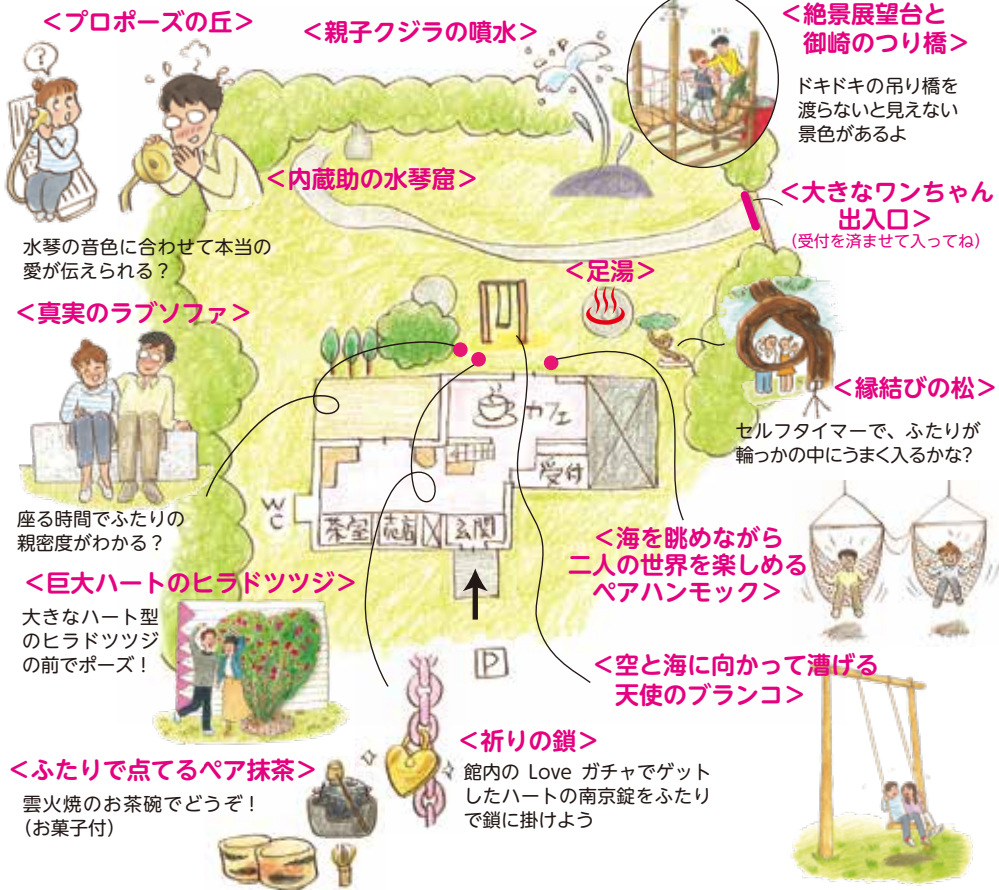 <プロポーズの丘>
<親子クジラの噴水>
<絶景展望台と
御崎のつり橋>
ドキドキの吊り橋を
渡らないと見えない
景色があるよ
?
<内蔵助の水琴窟>
水琴の音色に合わせて本当の
愛が伝えられる?
<大きなワンちゃん
出入口>
(受付を済ませて入ってね)
<足湯>
<真実のラブソファ>
座る時間でふたりの
親密度がわかる?
<縁結びの松>
セルフタイマーで、ふたりが
輪っかの中にうまく入るかな?
カフェ
受付
WC
茶室
売店
玄関
<海を眺めながら
二人の世界を楽しめる
ペアハンモック>
<巨大ハートのヒラドツツジ>
大きなハート型
のヒラドツツジ
の前でポーズ!
P
<空と海に向かって漕げる
天使のブランコ>
<祈りの鎖>
館内の Love ガチャでゲット
したハートの南京錠をふたり
で鎖に掛けよう
<ふたりで点てるペア抹茶>
雲火焼のお茶碗でどうぞ!
(お菓子付)